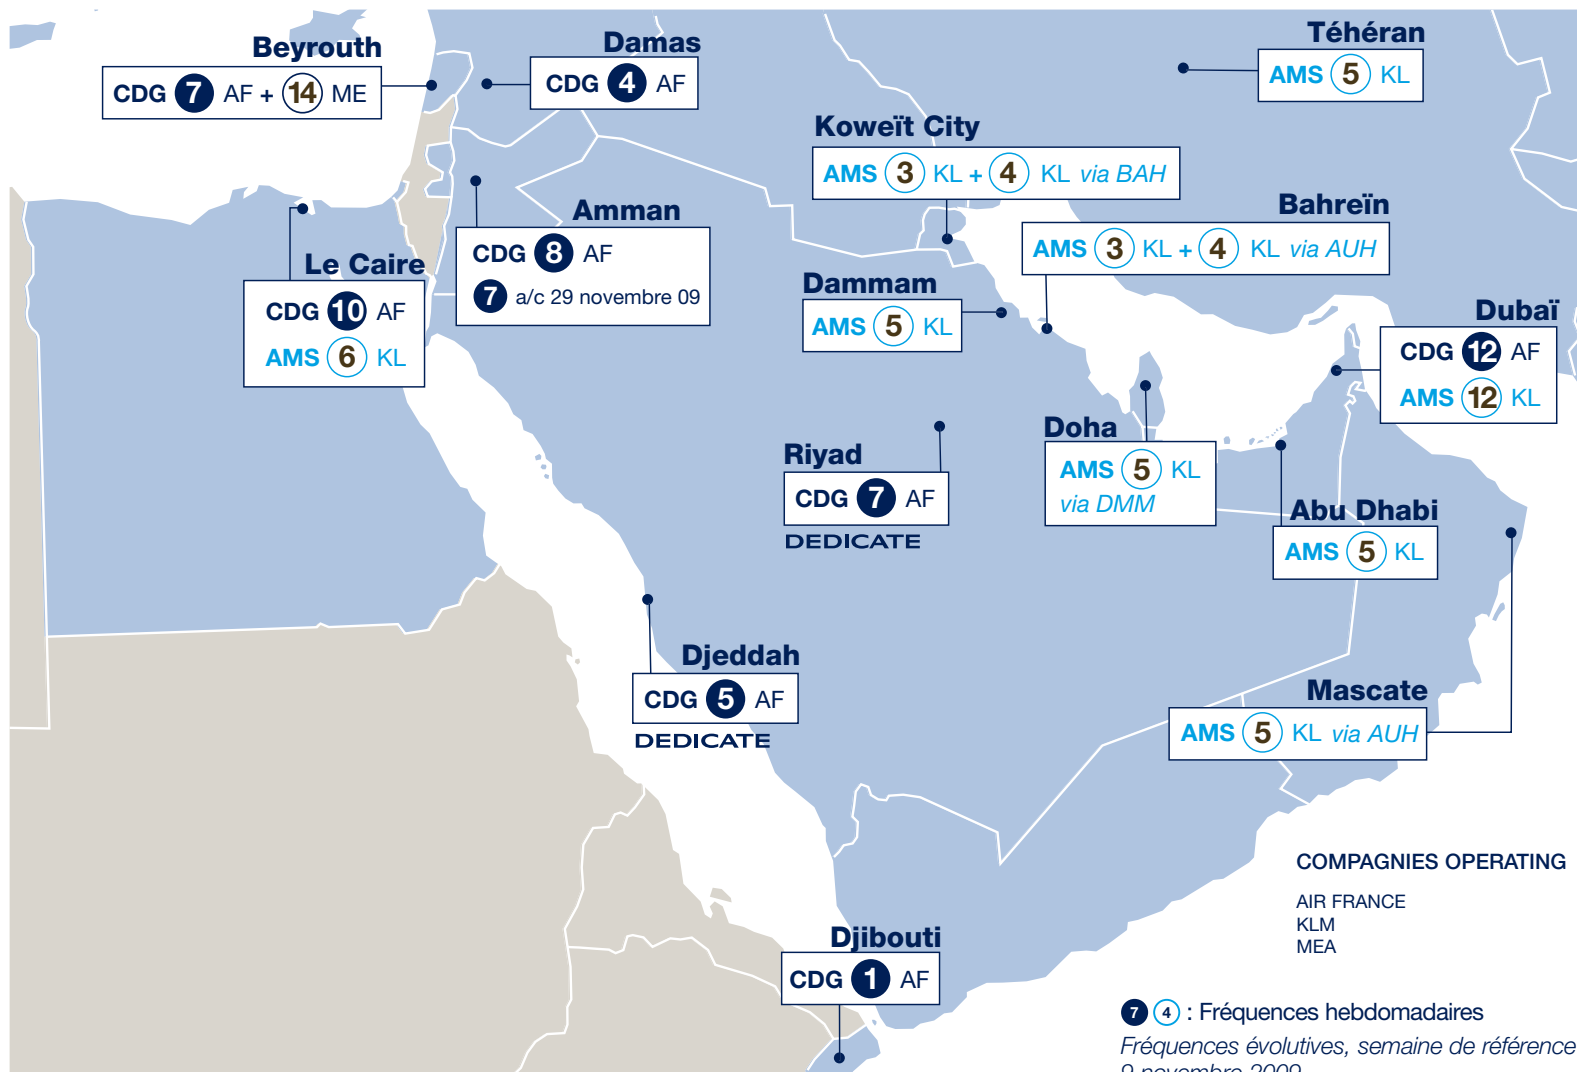 Beyrouth
CDG 7 AF + 14 ME
Damas
CDG 4 AF
Téhéran
AMS 5 KL
Koweït City
AMS 3 KL + 4 KL via BAH
Amman
CDG 8 AF
7 a/c 29 novembre 09
Bahreïn
AMS 3 KL + 4 KL via AUH
Le Caire
CDG 10 AF
AMS 6 KL
Dammam
AMS 5 KL
Dubaï
CDG 12 AF
AMS 12 KL
Riyad
CDG 7 AF
DEDICATE
Doha
AMS 5 KL
via DMM
Abu Dhabi
AMS 5 KL
Djeddah
CDG 5 AF
DEDICATE
Mascate
AMS 5 KL via AUH
Djibouti
CDG 1 AF
COMPAGNIES OPERATING
AIR FRANCE
KLM
MEA
7 4 : Fréquences hebdomadaires
Fréquences évolutives, semaine de référence
9 novembre 2009